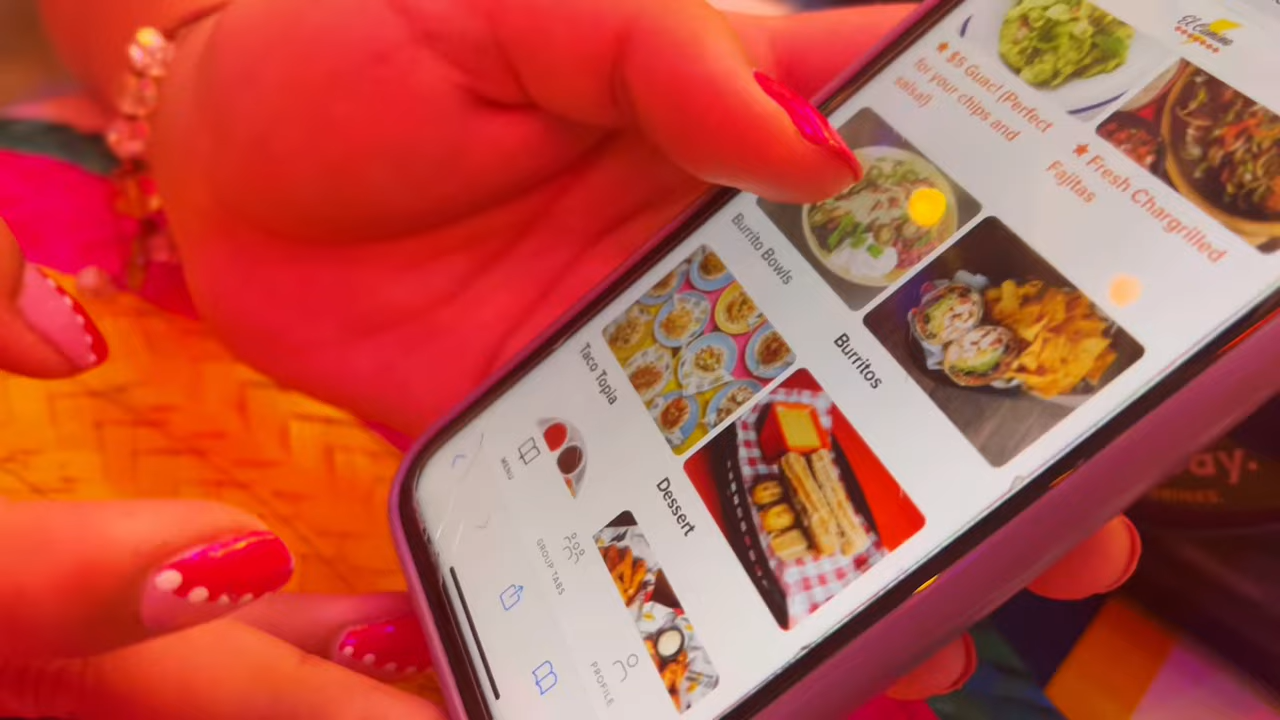 El Camino
★ $5 Guac! (Perfect
for your chips and
salsa!)
★ Fresh Chargrilled
Fajitas
Burrito Bowls
Burritos
Taco Topia
Dessert
MENU
GROUP TABS
PROFILE